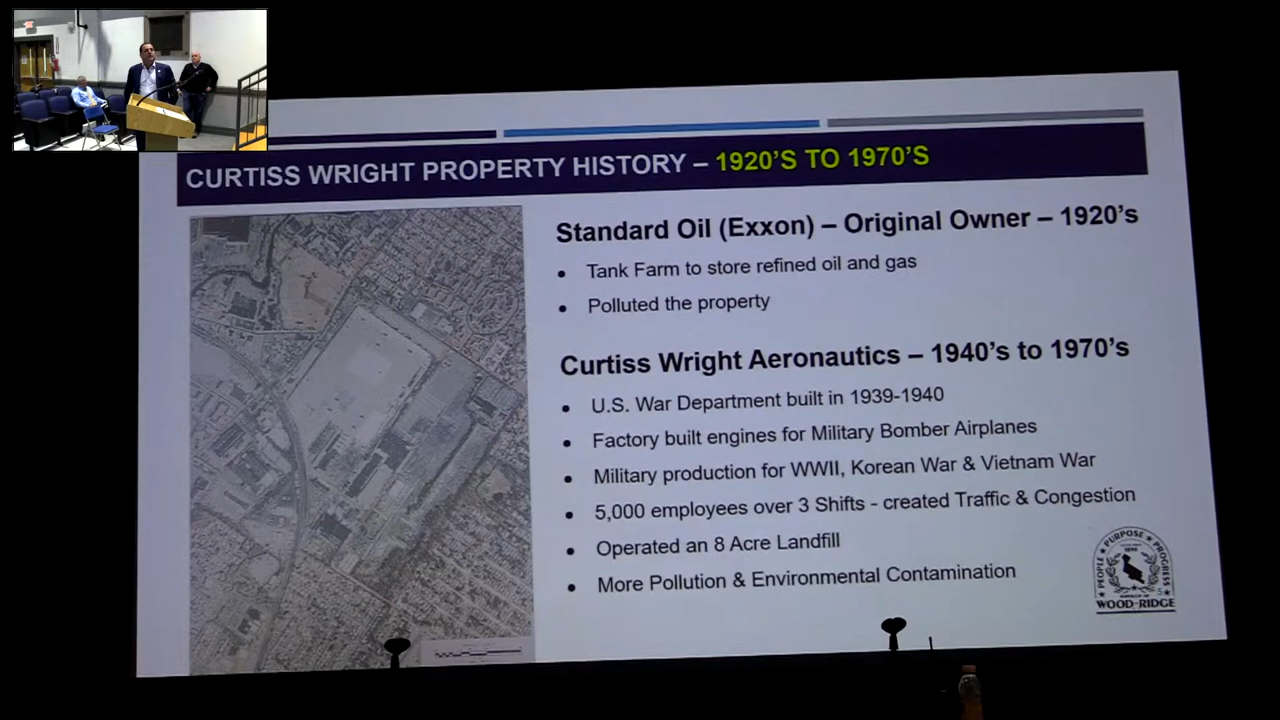 CURTISS WRIGHT PROPERTY HISTORY – 1920'S TO 1970'S
Standard Oil (Exxon) – Original Owner – 1920's
• Tank Farm to store refined oil and gas
• Polluted the property
Curtiss Wright Aeronautics – 1940's to 1970's
• U.S. War Department built in 1939-1940
• Factory built engines for Military Bomber Airplanes
• Military production for WWII, Korean War & Vietnam War
• 5,000 employees over 3 Shifts - created Traffic & Congestion
• Operated an 8 Acre Landfill
• More Pollution & Environmental Contamination
PEOPLE ★ PURPOSE ★ PROGRESS
WOOD-RIDGE